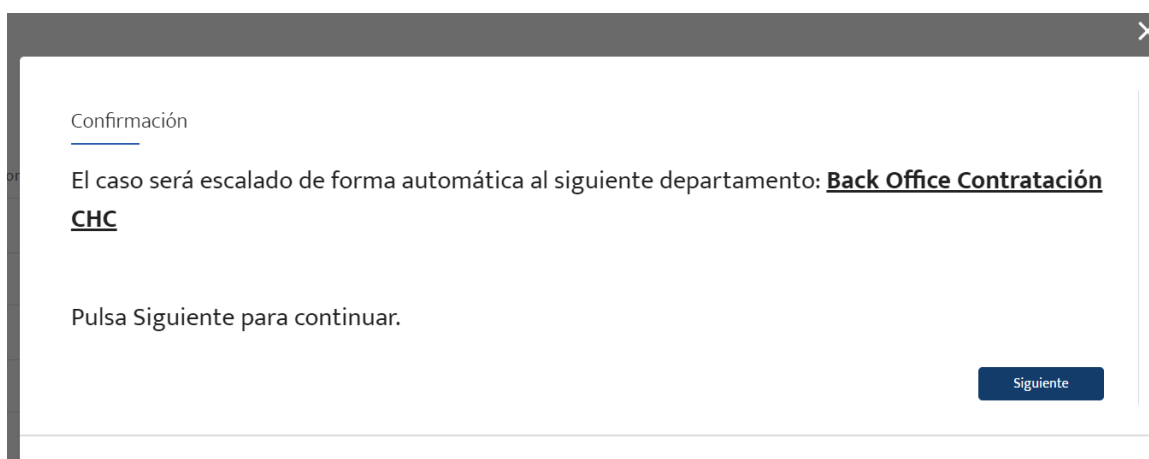 Confirmación
El caso será escalado de forma automática al siguiente departamento: Back Office Contratación
CHC
Pulsa Siguiente para continuar.
Siguiente